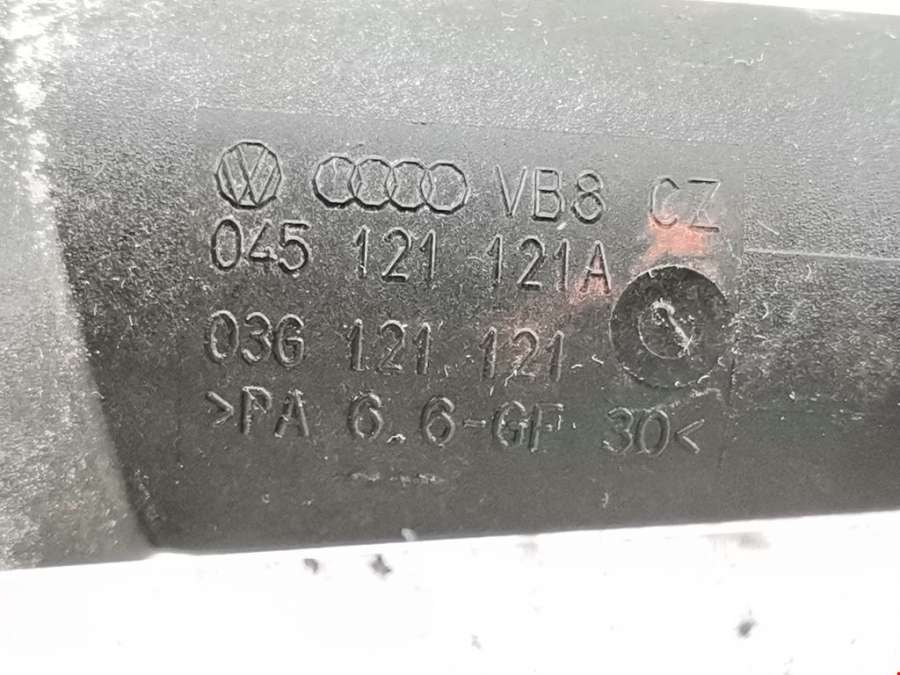 VB8 CZ
045 121 121A
03G 121 121
>PA 6.6-GF 30<